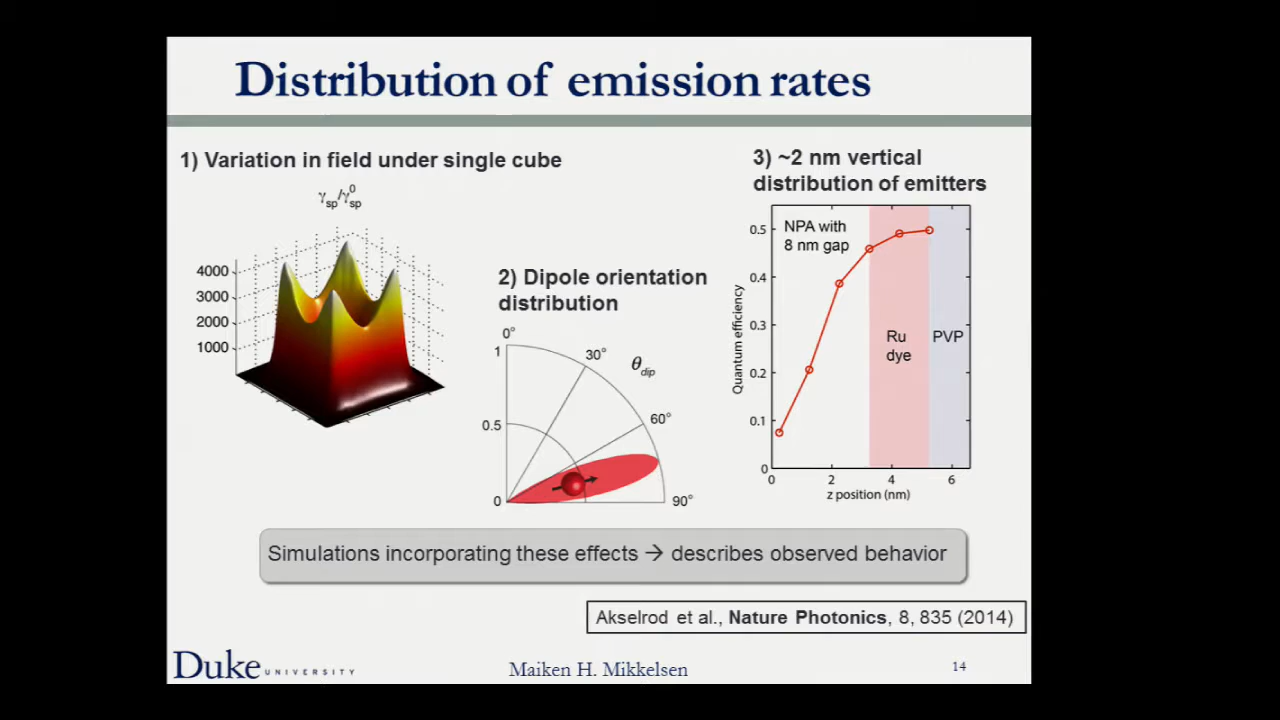 Distribution of emission rates
1) Variation in field under single cube
γsp/γ⁰sp
4000
3000
2000
1000
2) Dipole orientation
distribution
0°
1
30°
θdip
60°
0.5
0
90°
3) ~2 nm vertical
distribution of emitters
NPA with
8 nm gap
0.5
0.4
0.3
0.2
0.1
0
Quantum efficiency
Ru
dye
PVP
0
2
4
6
z position (nm)
Simulations incorporating these effects → describes observed behavior
Akselrod et al., Nature Photonics, 8, 835 (2014)
Duke UNIVERSITY
Maiken H. Mikkelsen
14